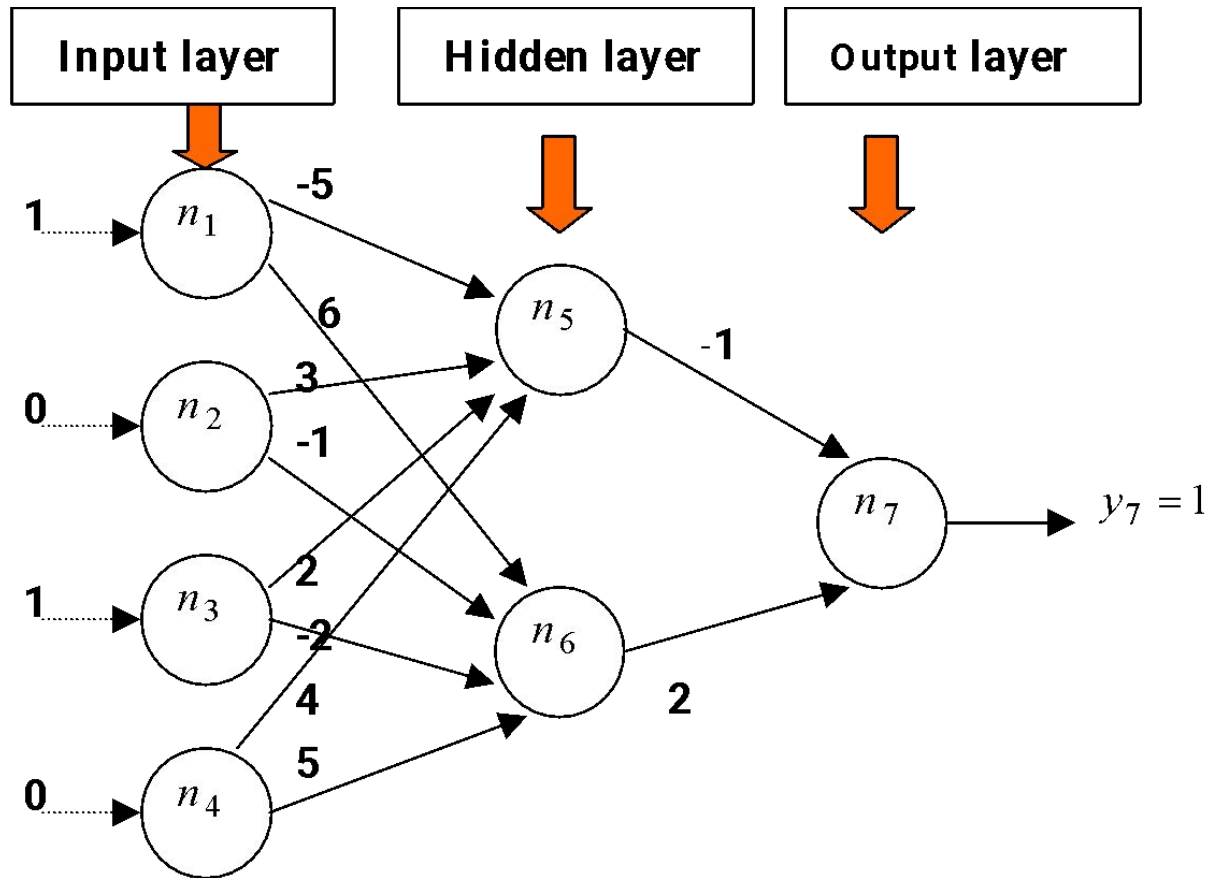 Input layer
Hidden layer
Output layer
1
n1
-5
6
n5
-1
0
n2
3
-1
n7
y7 = 1
1
n3
2
-2
n6
2
4
0
n4
5